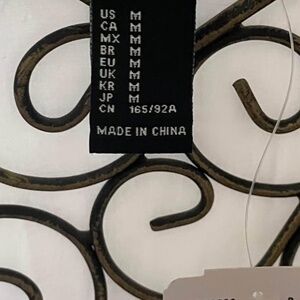 US M
CA M
MX M
BR M
EU M
UK M
KR M
JP M
CN 165/92A
MADE IN CHINA